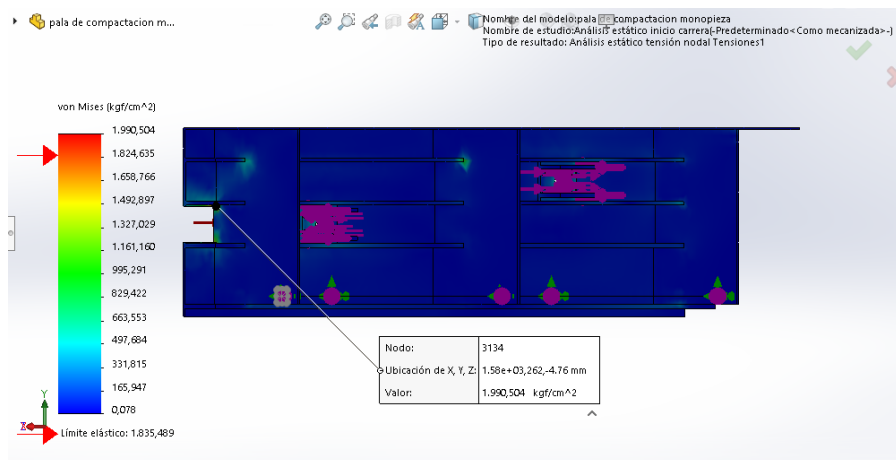 pala de compactacion m...
Nombre del modelo:pala de compactacion monopieza
Nombre de estudio:Análisis estático inicio carrera(-Predeterminado<Como mecanizada>-)
Tipo de resultado: Análisis estático tensión nodal Tensiones1
von Mises (kgf/cm^2)
1.990,504
1.824,635
1.658,766
1.492,897
1.327,029
1.161,160
995,291
829,422
663,553
497,684
331,815
165,947
0,078
Límite elástico: 1.835,489
Nodo: 3134
Ubicación de X, Y, Z: 1.58e+03,262,-4.76 mm
Valor: 1.990,504 kgf/cm^2
Y
Z